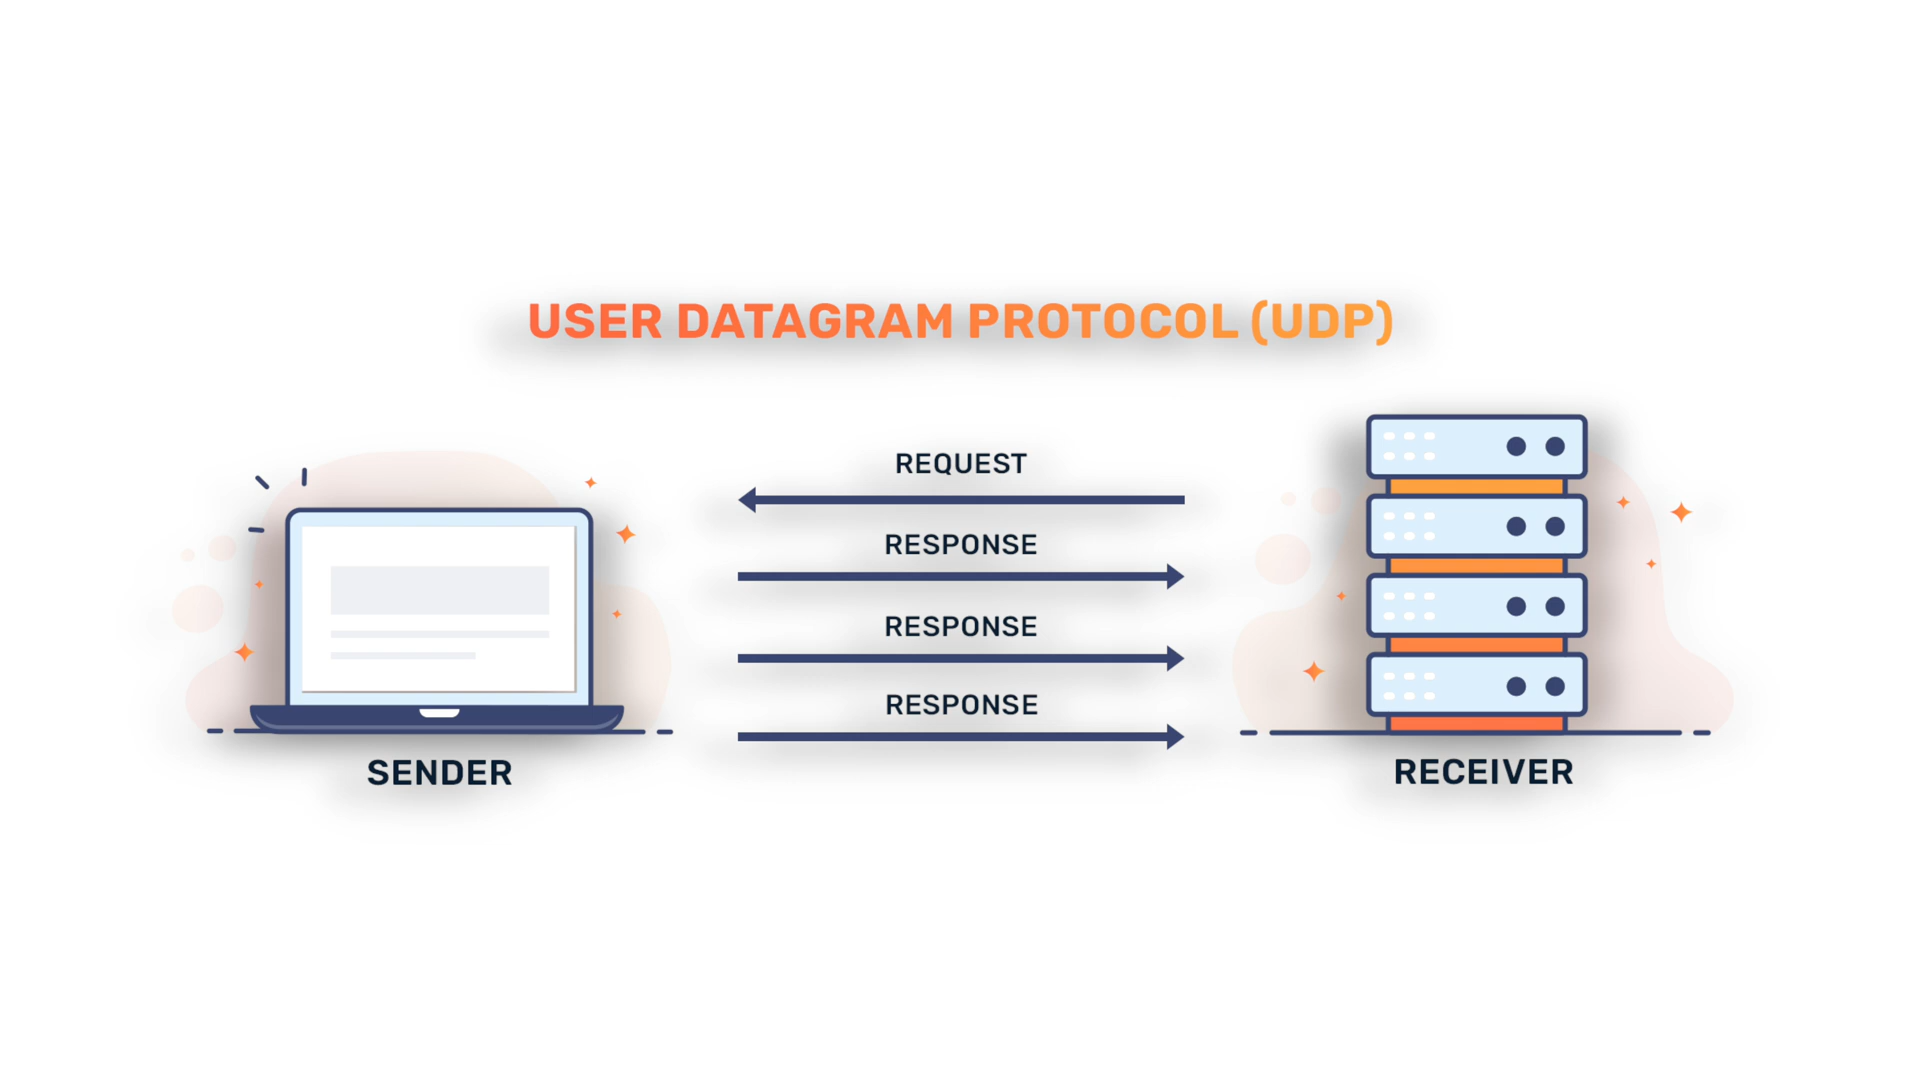 USER DATAGRAM PROTOCOL (UDP)
REQUEST
RESPONSE
RESPONSE
RESPONSE
SENDER
RECEIVER